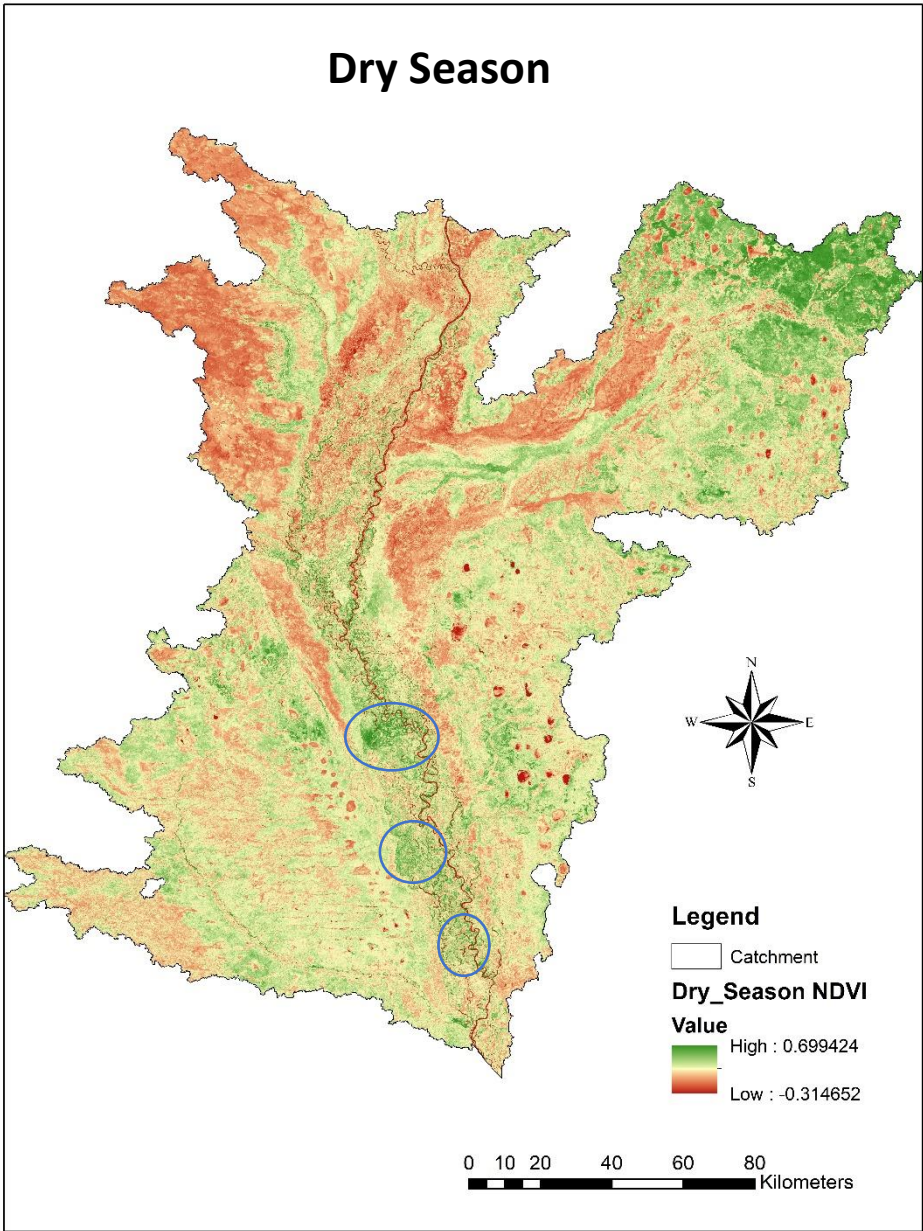 Dry Season
N
W E
S
Legend
Catchment
Dry_Season NDVI
Value
High : 0.699424
Low : -0.314652
0 10 20 40 60 80
Kilometers